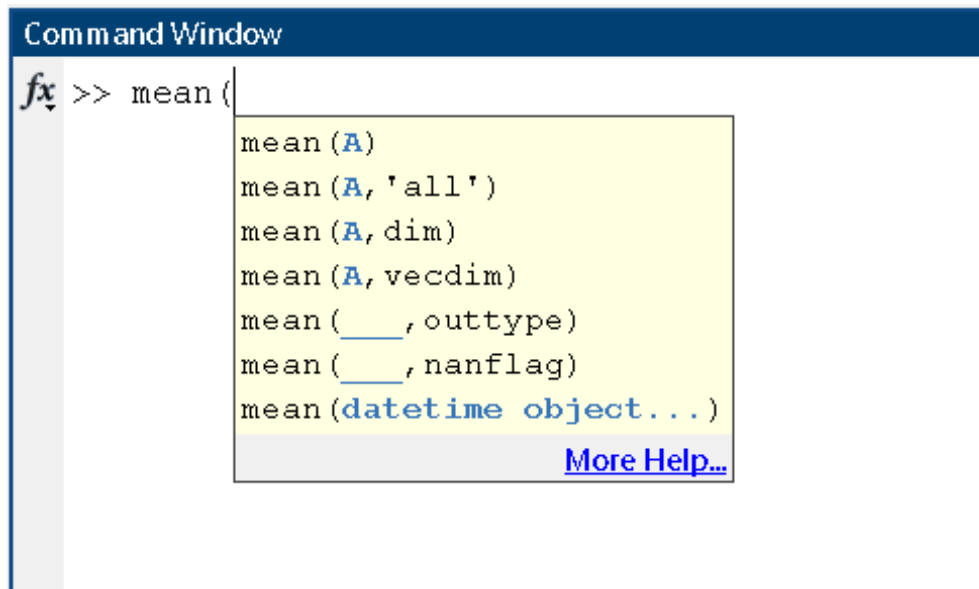 Command Window
fx >> mean(
mean(A)
mean(A,'all')
mean(A,dim)
mean(A,vecdim)
mean(___,outtype)
mean(___,nanflag)
mean(datetime object...)
More Help...